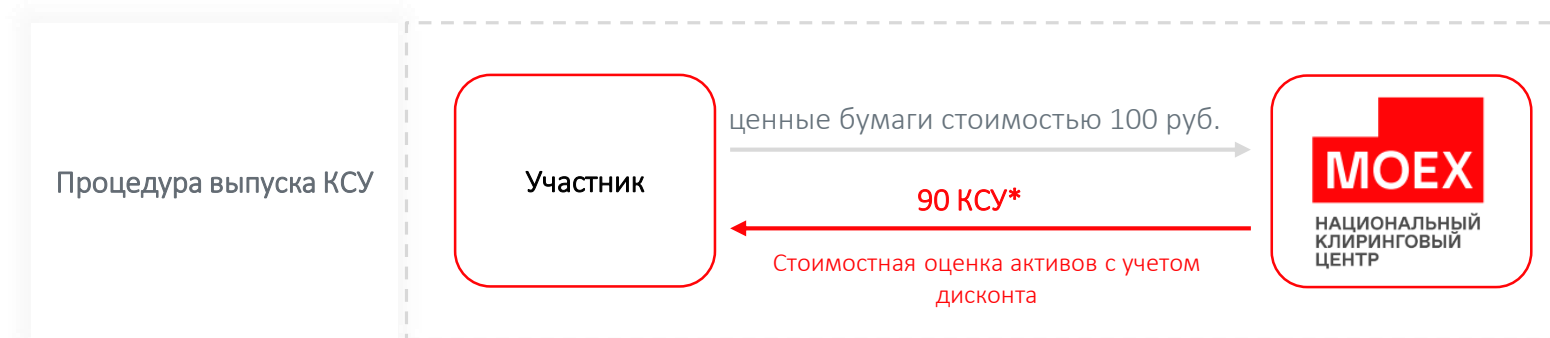 Процедура выпуска КСУ
Участник
ценные бумаги стоимостью 100 руб.
90 КСУ*
Стоимостная оценка активов с учетом
дисконта
MOEX
НАЦИОНАЛЬНЫЙ
КЛИРИНГОВЫЙ
ЦЕНТР